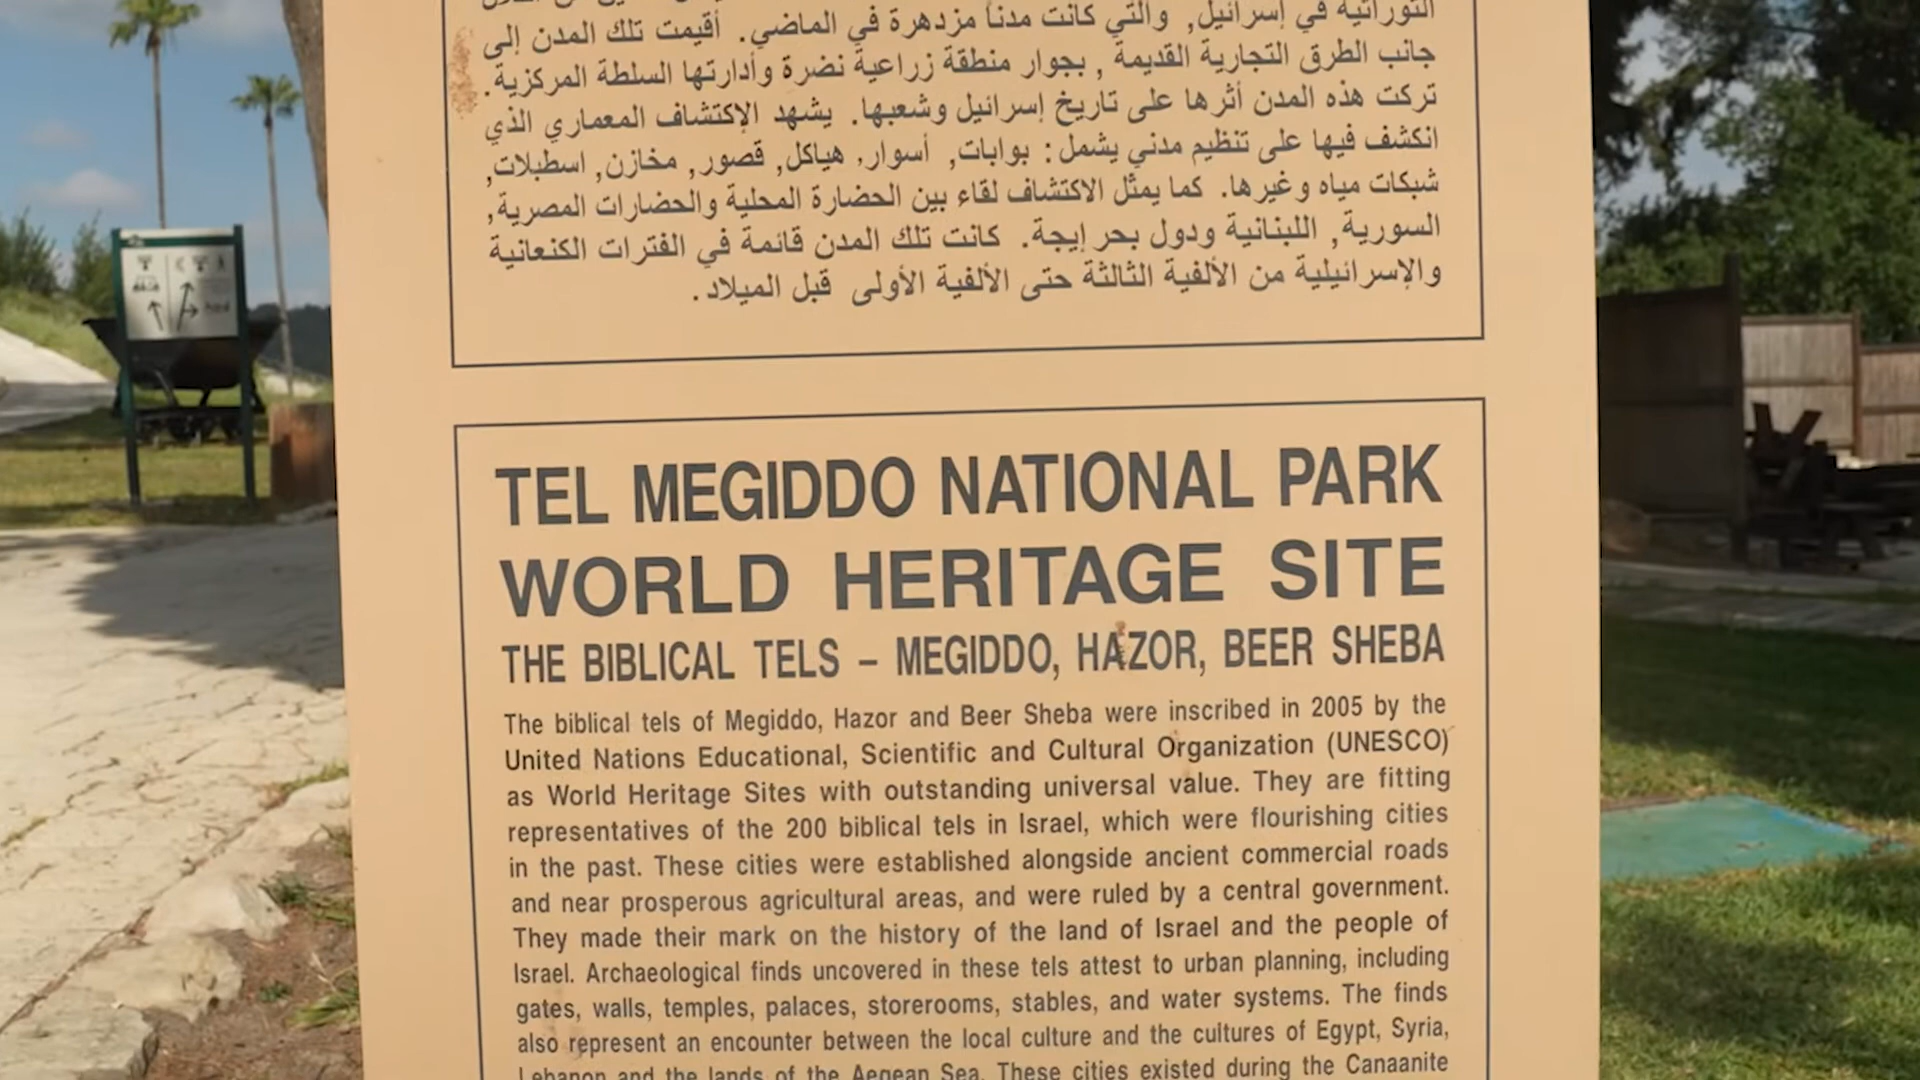 التوراتية في إسرائيل, والتي كانت مدناً مزدهرة في الماضي. أقيمت تلك المدن إلى
جانب الطرق التجارية القديمة , بجوار منطقة زراعية نضرة وأدارتها السلطة المركزية.
تركت هذه المدن أثرها على تاريخ إسرائيل وشعبها. يشهد الإكتشاف المعماري الذي
انكشف فيها على تنظيم مدني يشمل : بوابات, أسوار, هياكل, قصور, مخازن, اسطبلات,
شبكات مياه وغيرها. كما يمثل الاكتشاف لقاء بين الحضارة المحلية والحضارات المصرية,
السورية, اللبنانية ودول بحر إيجة. كانت تلك المدن قائمة في الفترات الكنعانية
والإسرائيلية من الألفية الثالثة حتى الألفية الأولى قبل الميلاد.
TEL MEGIDDO NATIONAL PARK
WORLD HERITAGE SITE
THE BIBLICAL TELS – MEGIDDO, HAZOR, BEER SHEBA
The biblical tels of Megiddo, Hazor and Beer Sheba were inscribed in 2005 by the
United Nations Educational, Scientific and Cultural Organization (UNESCO)
as World Heritage Sites with outstanding universal value. They are fitting
representatives of the 200 biblical tels in Israel, which were flourishing cities
in the past. These cities were established alongside ancient commercial roads
and near prosperous agricultural areas, and were ruled by a central government.
They made their mark on the history of the land of Israel and the people of
Israel. Archaeological finds uncovered in these tels attest to urban planning, including
gates, walls, temples, palaces, storerooms, stables, and water systems. The finds
also represent an encounter between the local culture and the cultures of Egypt, Syria,
Lebanon and the lands of the Aegean Sea. These cities existed during the Canaanite